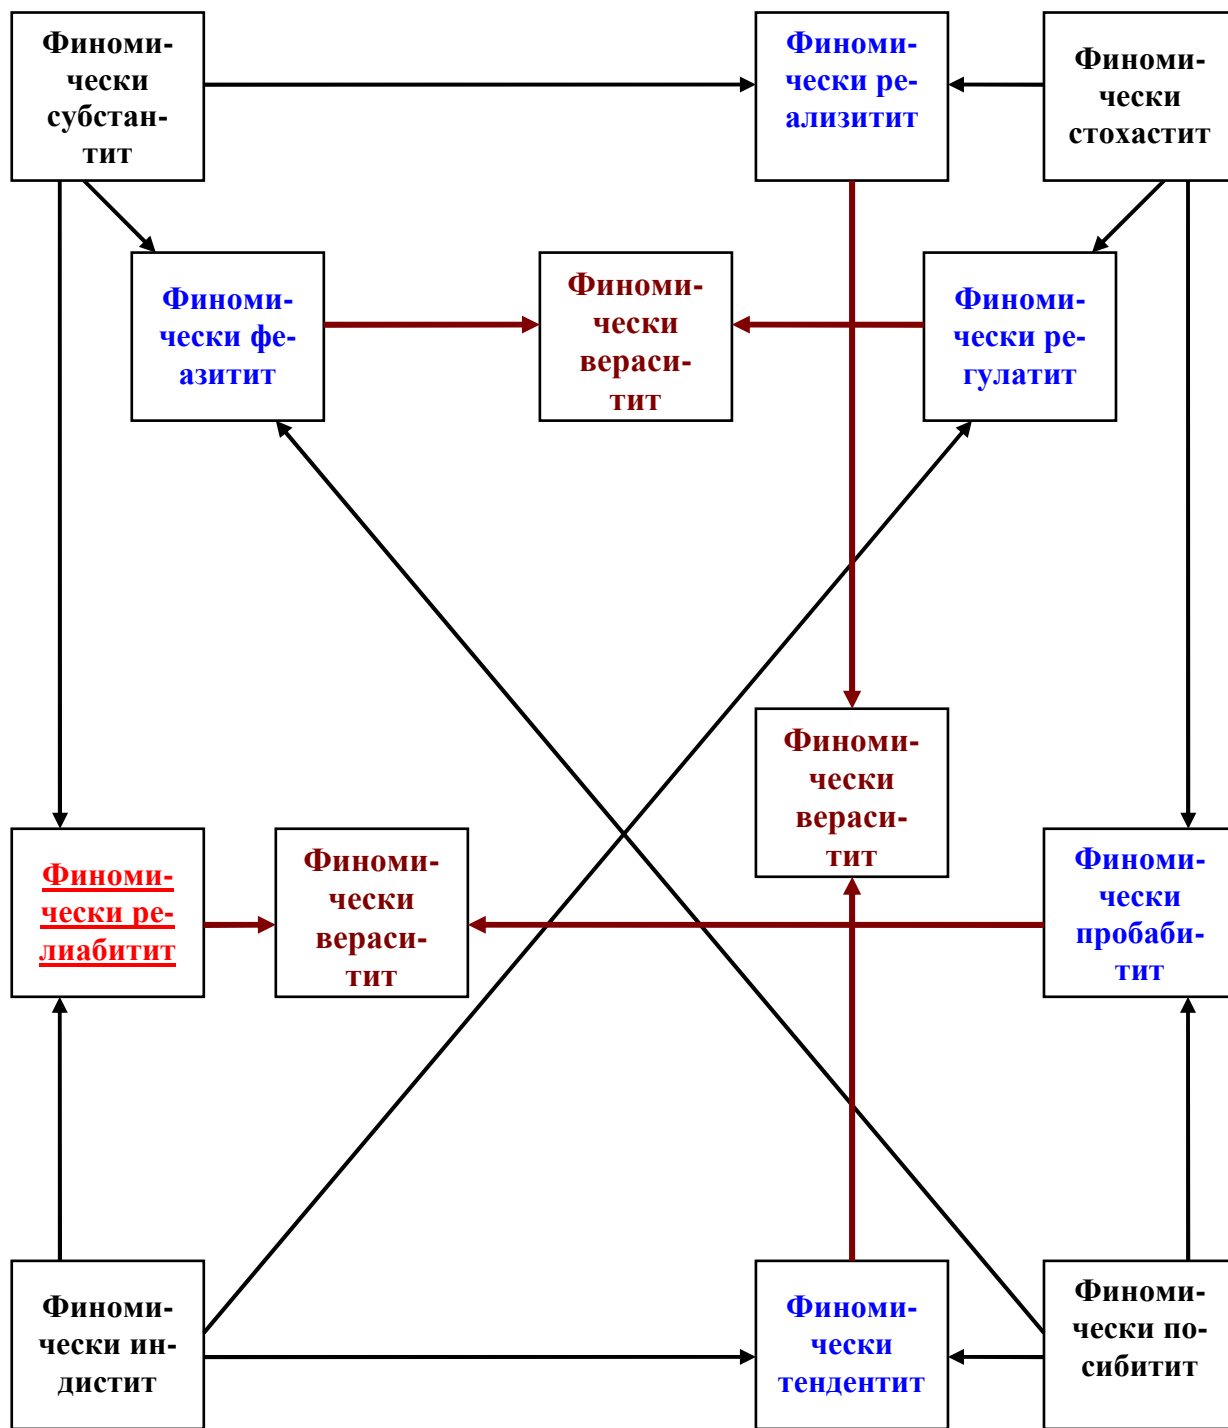 Финоми-
чески
субстан-
тит
Финоми-
чески ре-
ализитит
Финоми-
чески
стохастит
Финоми-
чески фе-
азитит
Финоми-
чески
вераси-
тит
Финоми-
чески ре-
гулатит
Финоми-
чески
вераси-
тит
Финоми-
чески ре-
лиабитит
Финоми-
чески
вераси-
тит
Финоми-
чески
пробаби-
тит
Финоми-
чески ин-
дистит
Финоми-
чески
тендентит
Финоми-
чески по-
сибитит